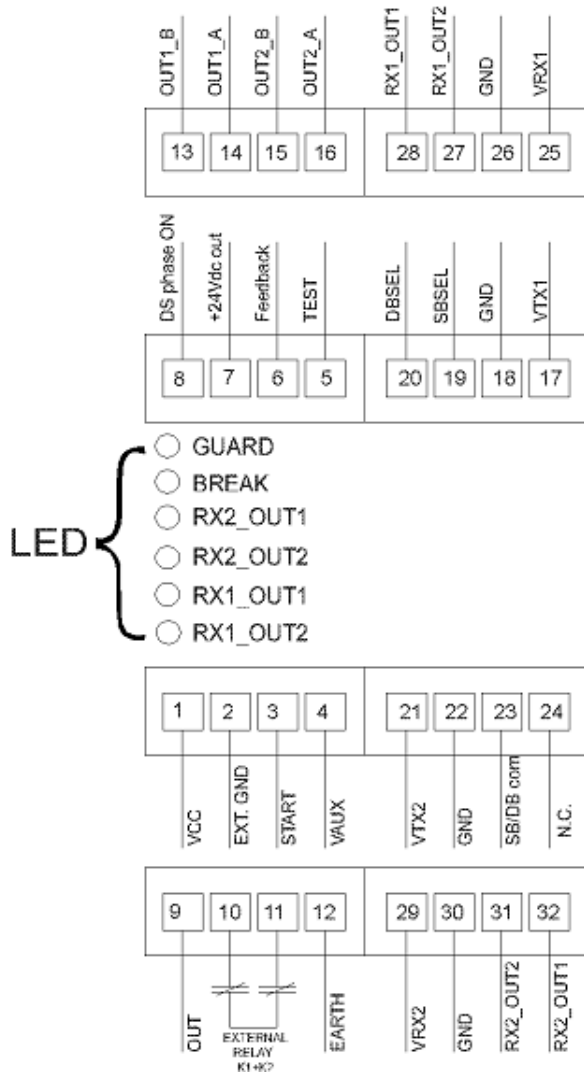 OUT1_B OUT1_A OUT2_B OUT2_A RX1_OUT1 RX1_OUT2 GND VRX1
13 14 15 16 28 27 26 25
DS phase ON +24Vdc out Feedback TEST DBSEL SBSEL GND VTX1
8 7 6 5 20 19 18 17
LED
GUARD
BREAK
RX2_OUT1
RX2_OUT2
RX1_OUT1
RX1_OUT2
1 2 3 4 21 22 23 24
VCC EXT. GND START VAUX VTX2 GND SB/DB com N.C.
9 10 11 12 29 30 31 32
OUT EARTH VRX2 GND RX2_OUT2 RX2_OUT1
EXTERNAL
RELAY
K1+K2